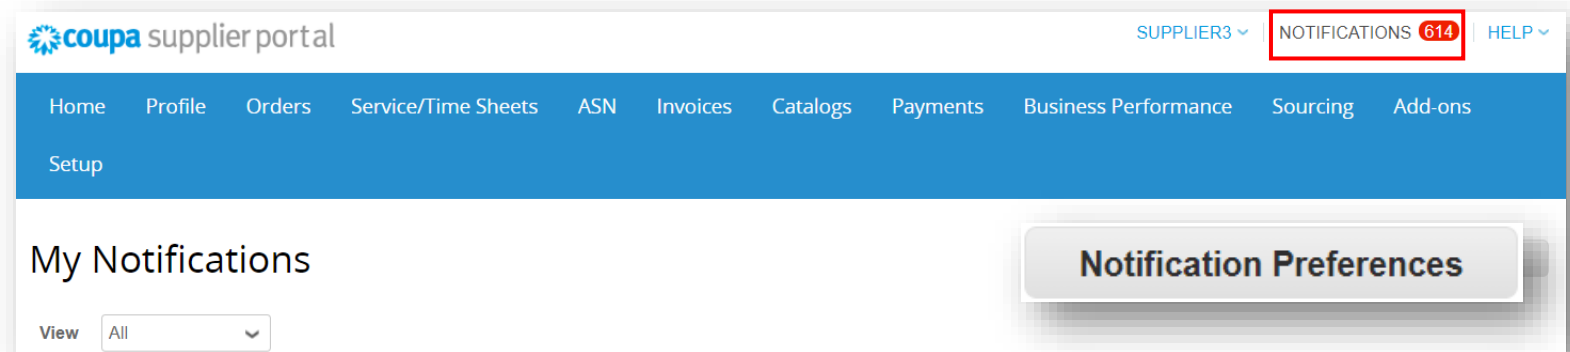 coupa supplier portal SUPPLIER3 NOTIFICATIONS 614 HELP
Home Profile Orders Service/Time Sheets ASN Invoices Catalogs Payments Business Performance Sourcing Add-ons
Setup
My Notifications Notification Preferences
View All